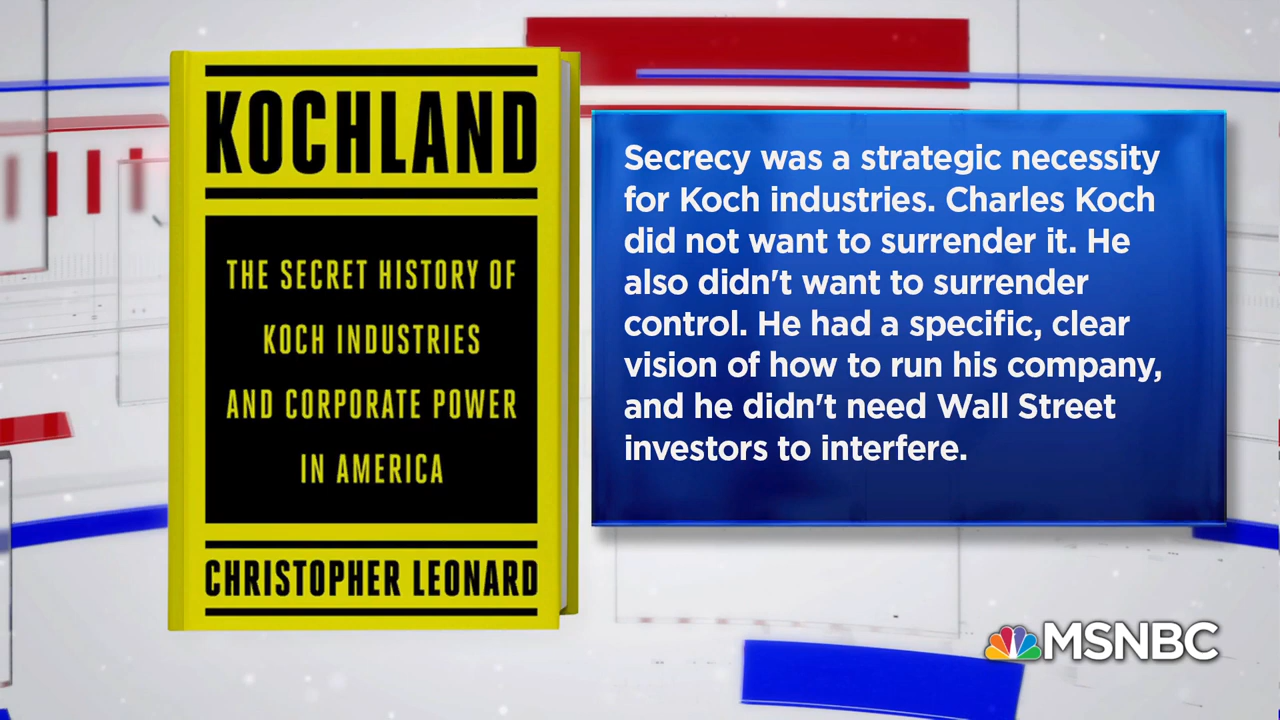 KOCHLAND
THE SECRET HISTORY OF
KOCH INDUSTRIES
AND CORPORATE POWER
IN AMERICA
CHRISTOPHER LEONARD
Secrecy was a strategic necessity
for Koch industries. Charles Koch
did not want to surrender it. He
also didn't want to surrender
control. He had a specific, clear
vision of how to run his company,
and he didn't need Wall Street
investors to interfere.
MSNBC